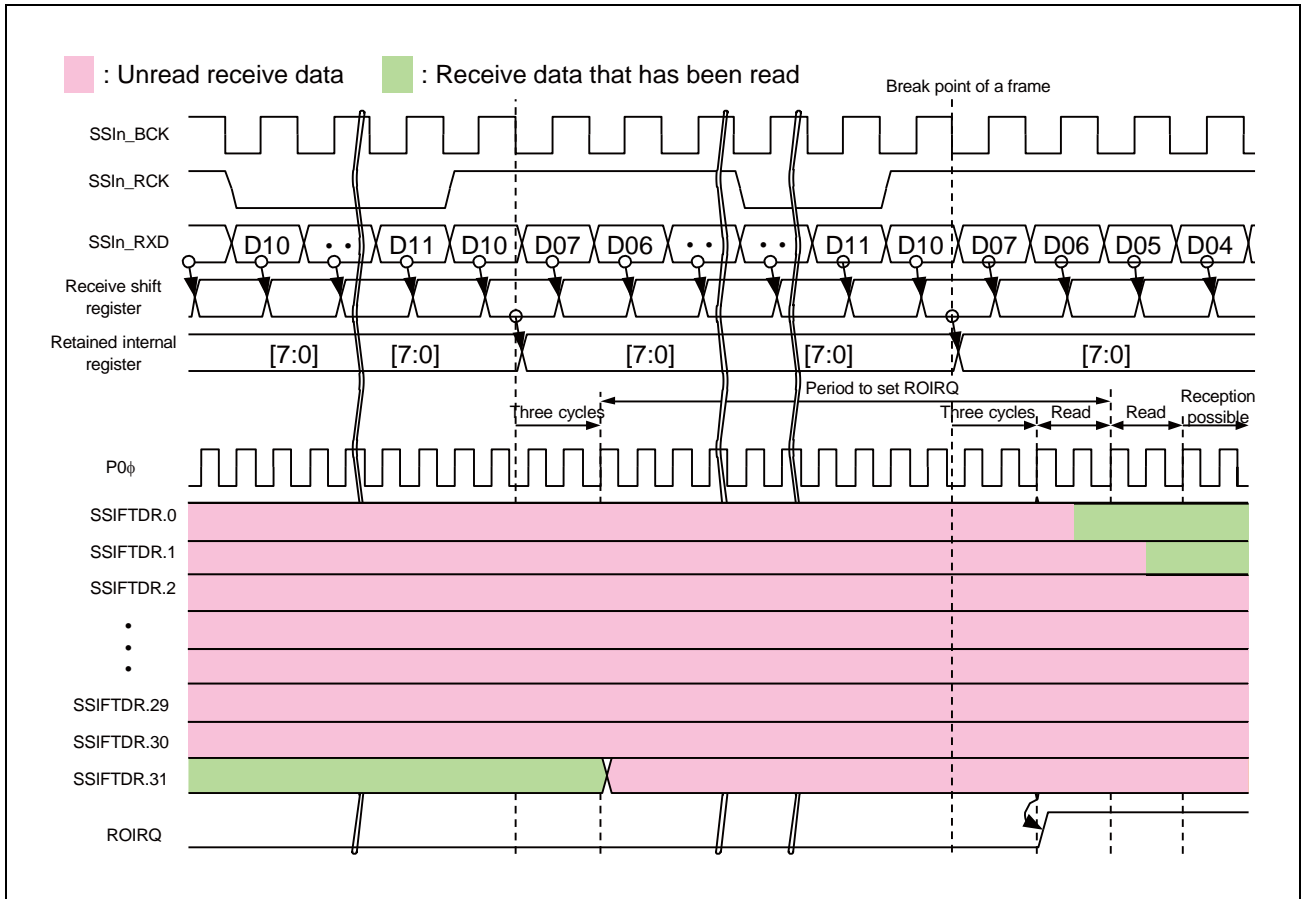 : Unread receive data : Receive data that has been read
Break point of a frame
SSIn_BCK
SSIn_RCK
SSIn_RXD D10 ·· D11 D10 D07 D06 ·· ·· D11 D10 D07 D06 D05 D04
Receive shift
register
Retained internal
register
[7:0] [7:0] [7:0] [7:0] [7:0]
Period to set ROIRQ
Reception
possible
Three cycles Three cycles Read Read
P0ϕ
SSIFTDR.0
SSIFTDR.1
SSIFTDR.2
•
•
•
SSIFTDR.29
SSIFTDR.30
SSIFTDR.31
ROIRQ